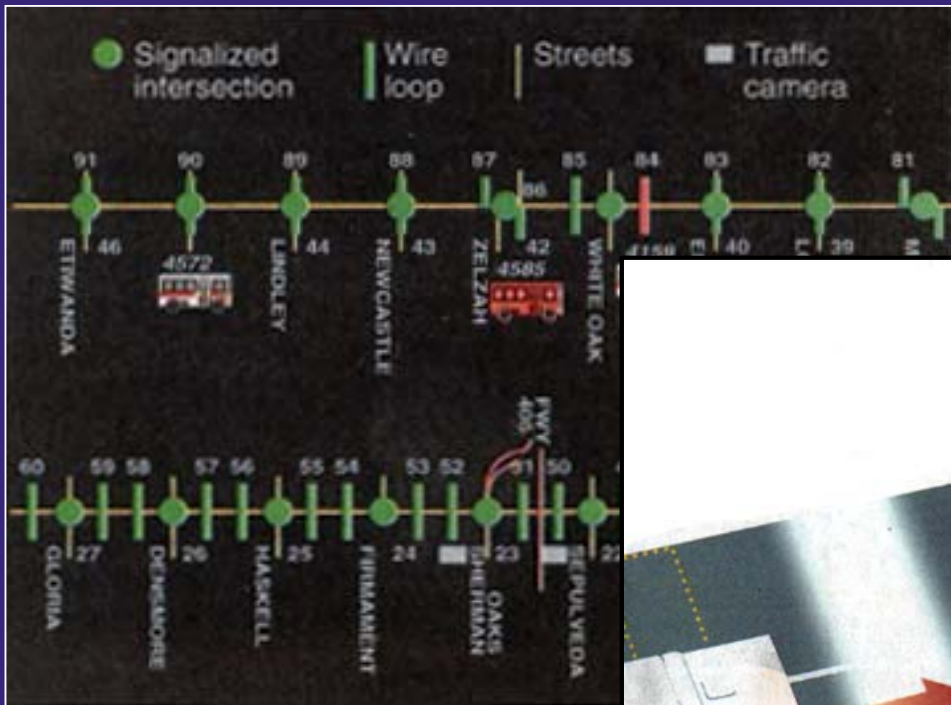 Signalized intersection
Wire loop
Streets
Traffic camera
91 90 89 88 87 86 85 84 83 82 81
46 44 43 42 40 39
ETIWANDA
4572
LINDLEY
NEWCASTLE
ZELZAH
4585
WHITE OAK
405 FWY
60 59 58 57 56 55 54 53 52 51 50
27 26 25 24 23
GLORIA
DENSMORE
HASKELL
FIRMAMENT
SHERMAN OAKS
SEPULVEDA